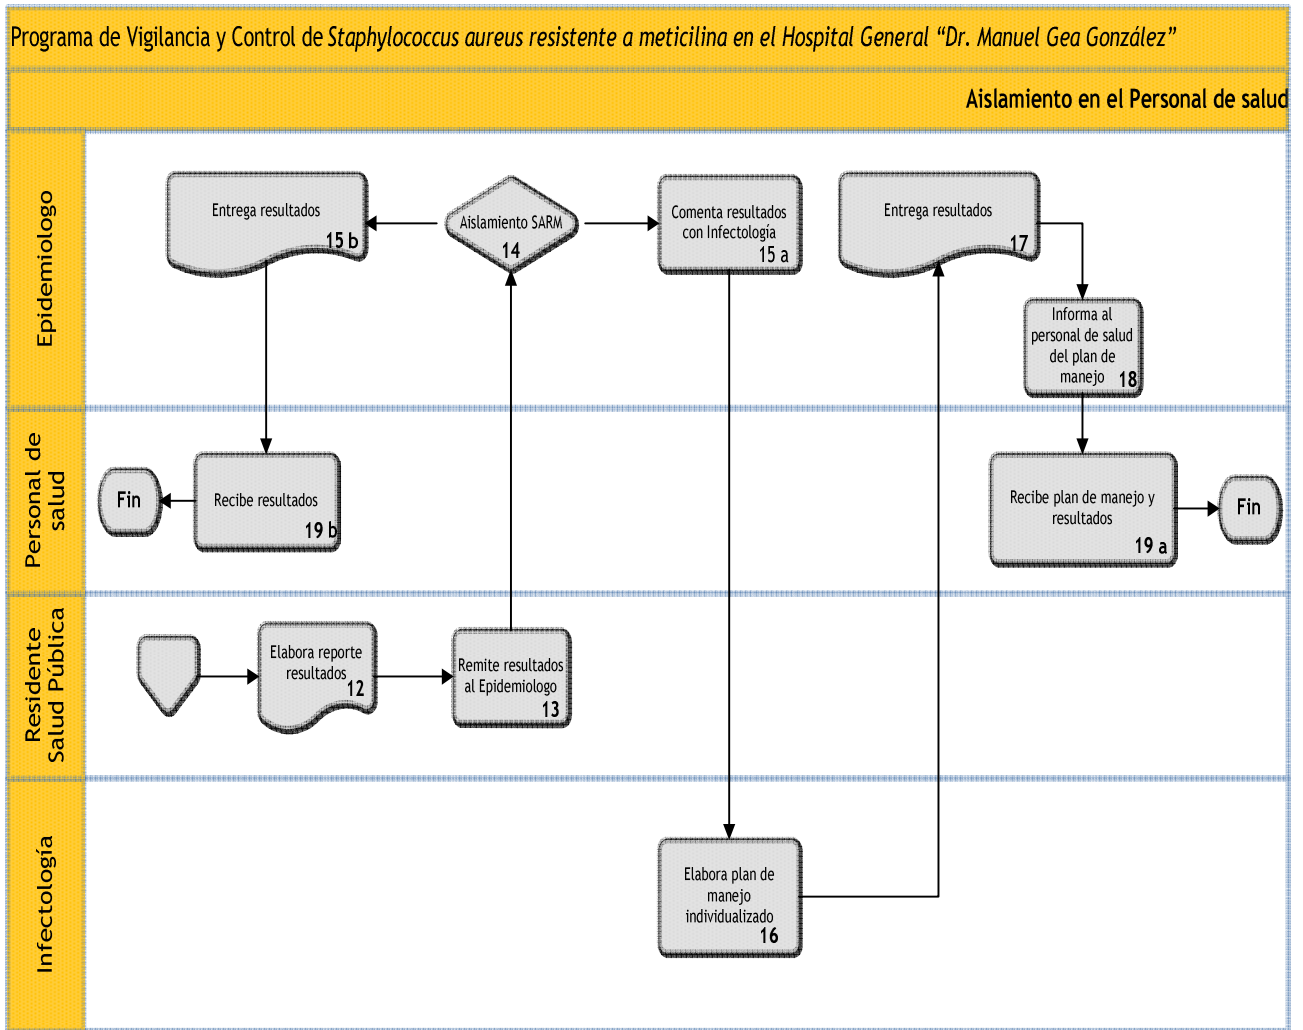 Programa de Vigilancia y Control de Staphylococcus aureus resistente a meticilina en el Hospital General “Dr. Manuel Gea González”
Aislamiento en el Personal de salud
Epidemiologo
Entrega resultados
15 b
Aislamiento SARM
14
Comenta resultados
con Infectología
15 a
Entrega resultados
17
Informa al
personal de salud
del plan de
manejo 18
Personal de
salud
Fin
Recibe resultados
19 b
Recibe plan de manejo y
resultados
19 a
Fin
Residente
Salud Pública
Elabora reporte
resultados
12
Remite resultados
al Epidemiologo
13
Infectología
Elabora plan de
manejo
individualizado
16